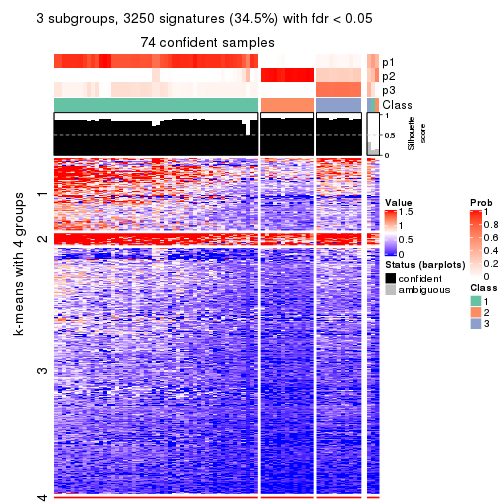 3 subgroups, 3250 signatures (34.5%) with fdr < 0.05
74 confident samples
p1
p2
p3
Class
1
0.5
0
Silhouette
score
k-means with 4 groups
1
2
3
4
Value
1.5
1
0.5
0
Status (barplots)
confident
ambiguous
Prob
1
0.8
0.6
0.4
0.2
0
Class
1
2
3